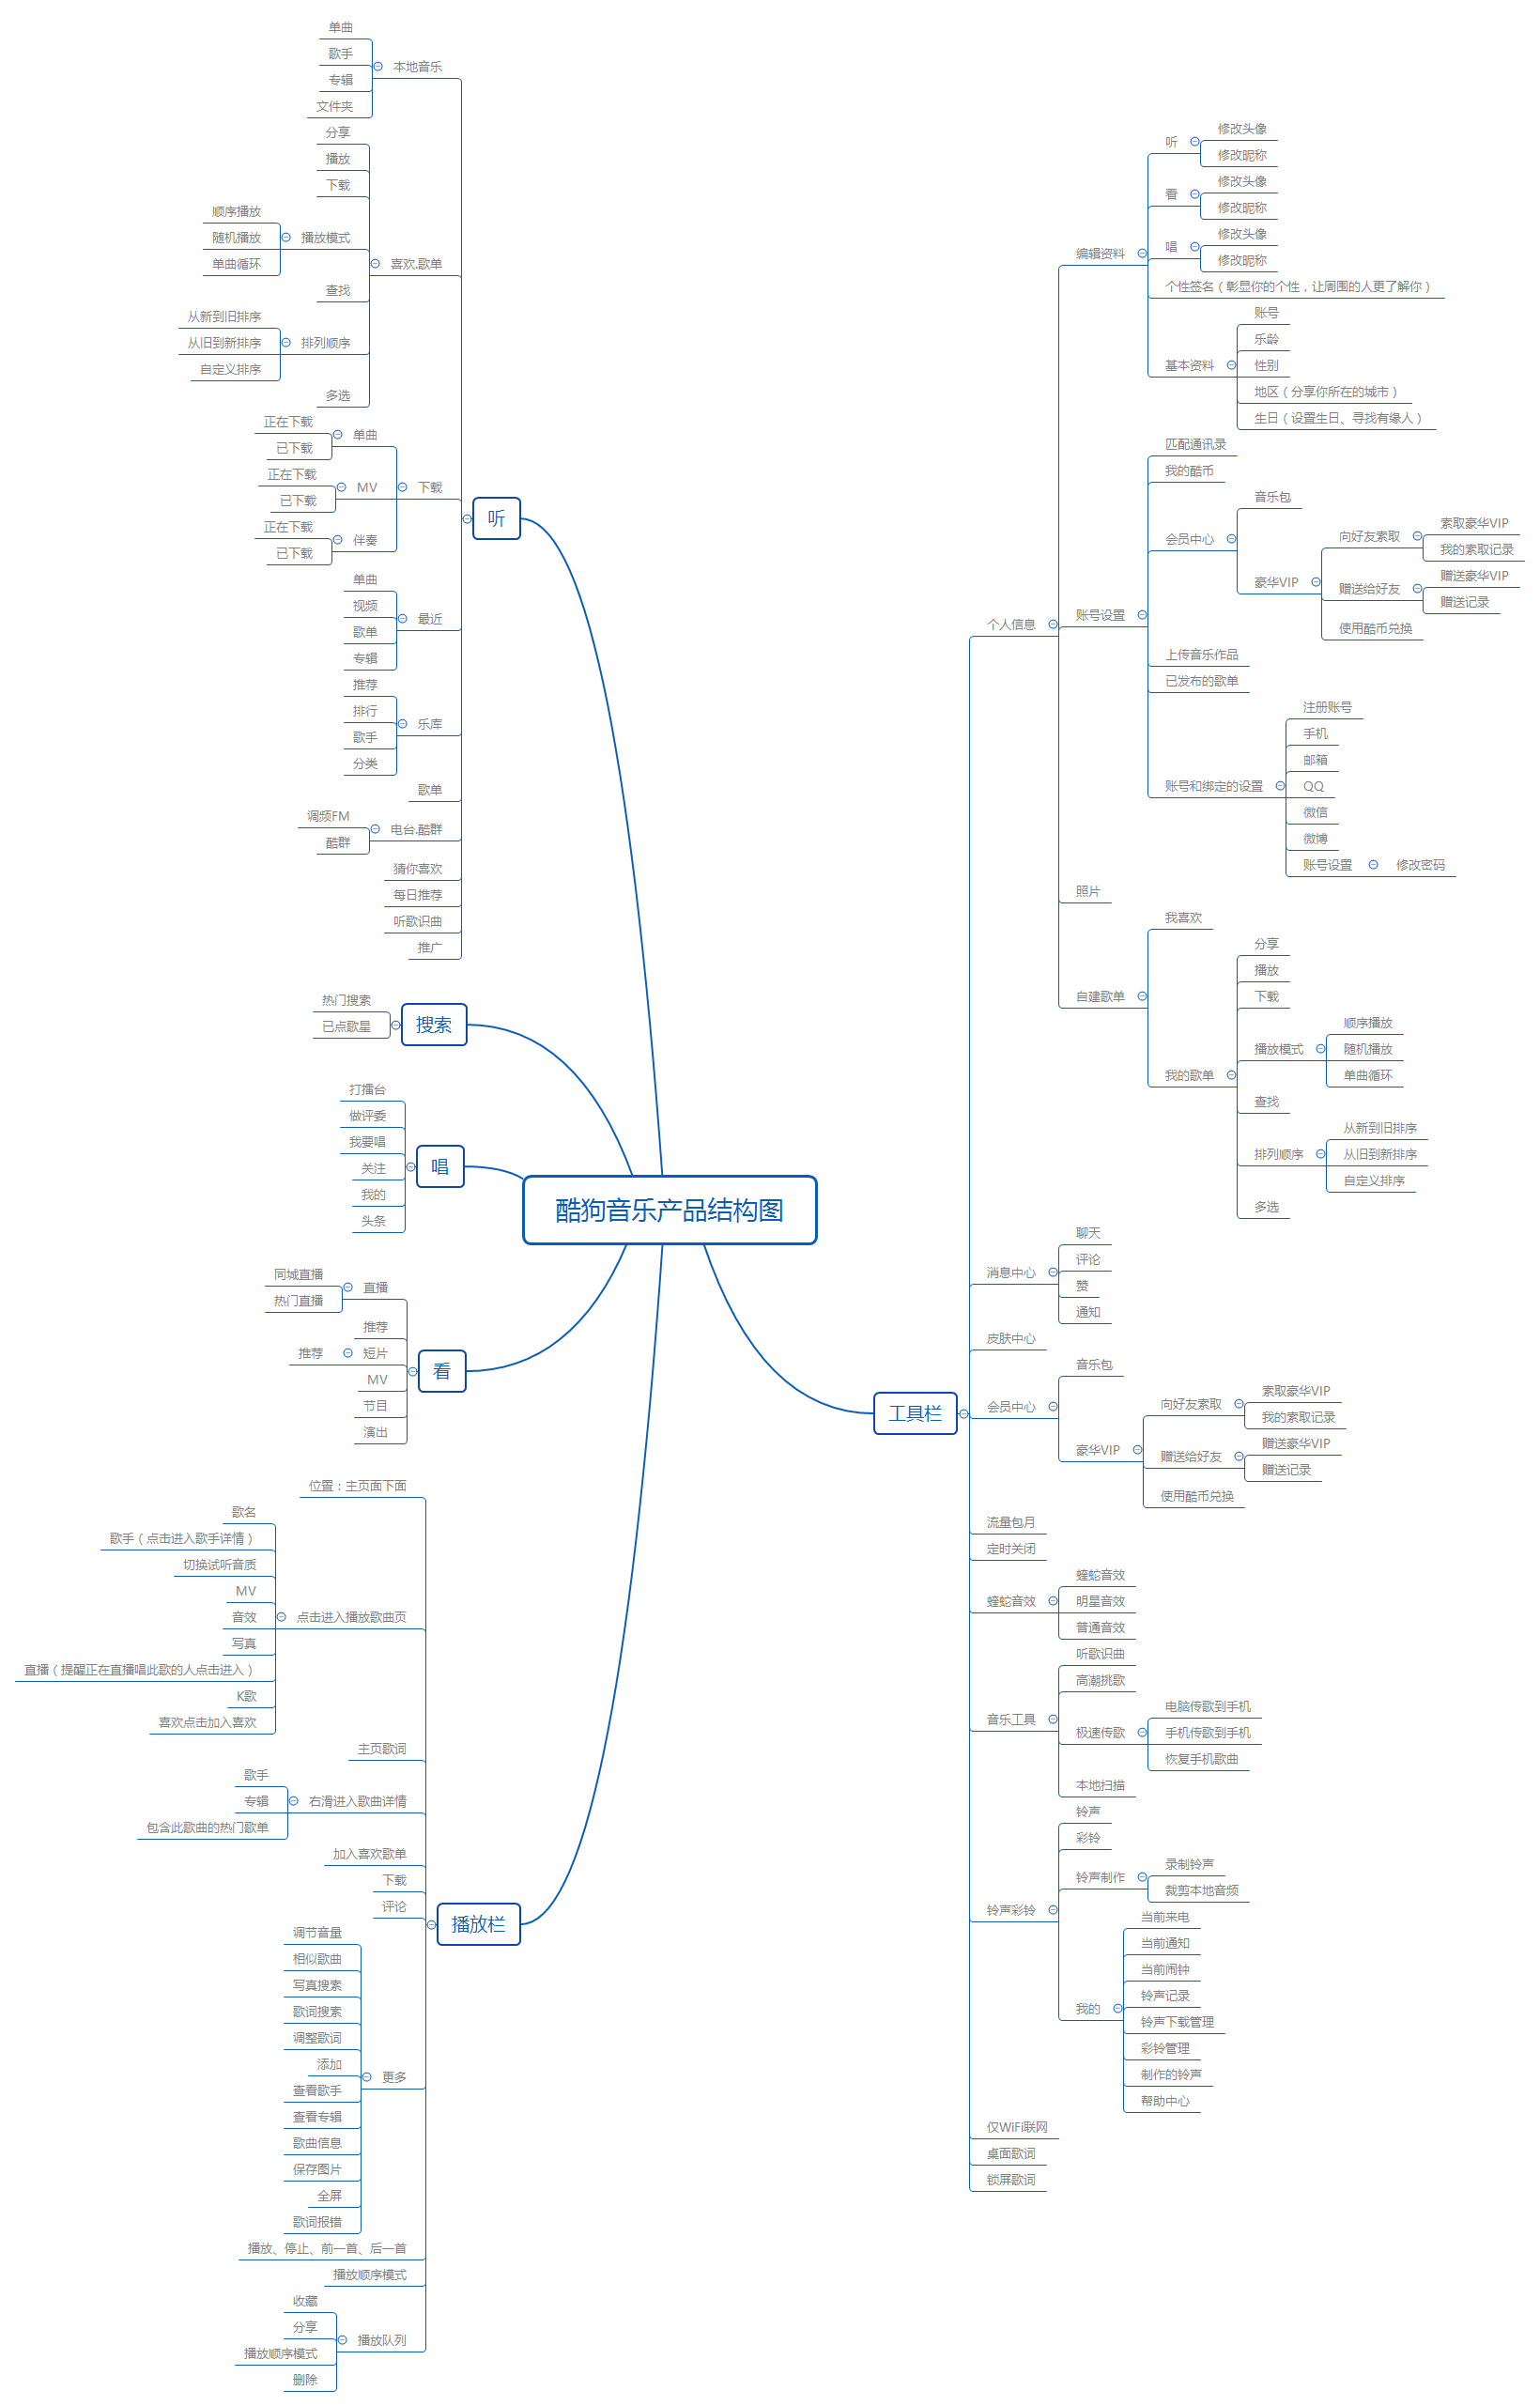 酷狗音乐产品结构图
听
本地音乐
单曲
歌手
专辑
文件夹
喜欢.歌单
分享
播放
下载
播放模式
顺序播放
随机播放
单曲循环
查找
排列顺序
从新到旧排序
从旧到新排序
自定义排序
多选
下载
单曲
正在下载
已下载
MV
正在下载
已下载
伴奏
正在下载
已下载
最近
单曲
视频
歌单
专辑
乐库
推荐
排行
歌手
分类
歌单
电台.酷群
调频FM
酷群
猜你喜欢
每日推荐
听歌识曲
推广
搜索
热门搜索
已点歌量
唱
打擂台
做评委
我要唱
关注
我的
头条
看
直播
同城直播
热门直播
推荐
短片
推荐
MV
节目
演出
播放栏
位置：主页面下面
点击进入播放歌曲页
歌名
歌手（点击进入歌手详情）
切换试听音质
MV
音效
写真
直播（提醒正在直播唱此歌的人点击进入）
K歌
喜欢点击加入喜欢
主页歌词
右滑进入歌曲详情
歌手
专辑
包含此歌曲的热门歌单
加入喜欢歌单
下载
评论
更多
调节音量
相似歌曲
写真搜索
歌词搜索
调整歌词
添加
查看歌手
查看专辑
歌曲信息
保存图片
全屏
歌词报错
播放、停止、前一首、后一首
播放顺序模式
播放队列
收藏
分享
播放顺序模式
删除
工具栏
个人信息
编辑资料
听
修改头像
修改昵称
看
修改头像
修改昵称
唱
修改头像
修改昵称
个性签名（彰显你的个性，让周围的人更了解你）
基本资料
账号
乐龄
性别
地区（分享你所在的城市）
生日（设置生日、寻找有缘人）
账号设置
匹配通讯录
我的酷币
会员中心
音乐包
豪华VIP
向好友索取
索取豪华VIP
我的索取记录
赠送给好友
赠送豪华VIP
赠送记录
使用酷币兑换
上传音乐作品
已发布的歌单
账号和绑定的设置
注册账号
手机
邮箱
QQ
微信
微博
账号设置
修改密码
照片
自建歌单
我喜欢
我的歌单
分享
播放
下载
播放模式
顺序播放
随机播放
单曲循环
查找
排列顺序
从新到旧排序
从旧到新排序
自定义排序
多选
消息中心
聊天
评论
赞
通知
皮肤中心
会员中心
音乐包
豪华VIP
向好友索取
索取豪华VIP
我的索取记录
赠送给好友
赠送豪华VIP
赠送记录
使用酷币兑换
流量包月
定时关闭
蝰蛇音效
蝰蛇音效
明星音效
普通音效
音乐工具
听歌识曲
高潮挑歌
极速传歌
电脑传歌到手机
手机传歌到手机
恢复手机歌曲
本地扫描
铃声彩铃
铃声
彩铃
铃声制作
录制铃声
裁剪本地音频
我的
当前来电
当前通知
当前闹钟
铃声记录
铃声下载管理
彩铃管理
制作的铃声
帮助中心
仅WiFi联网
桌面歌词
锁屏歌词